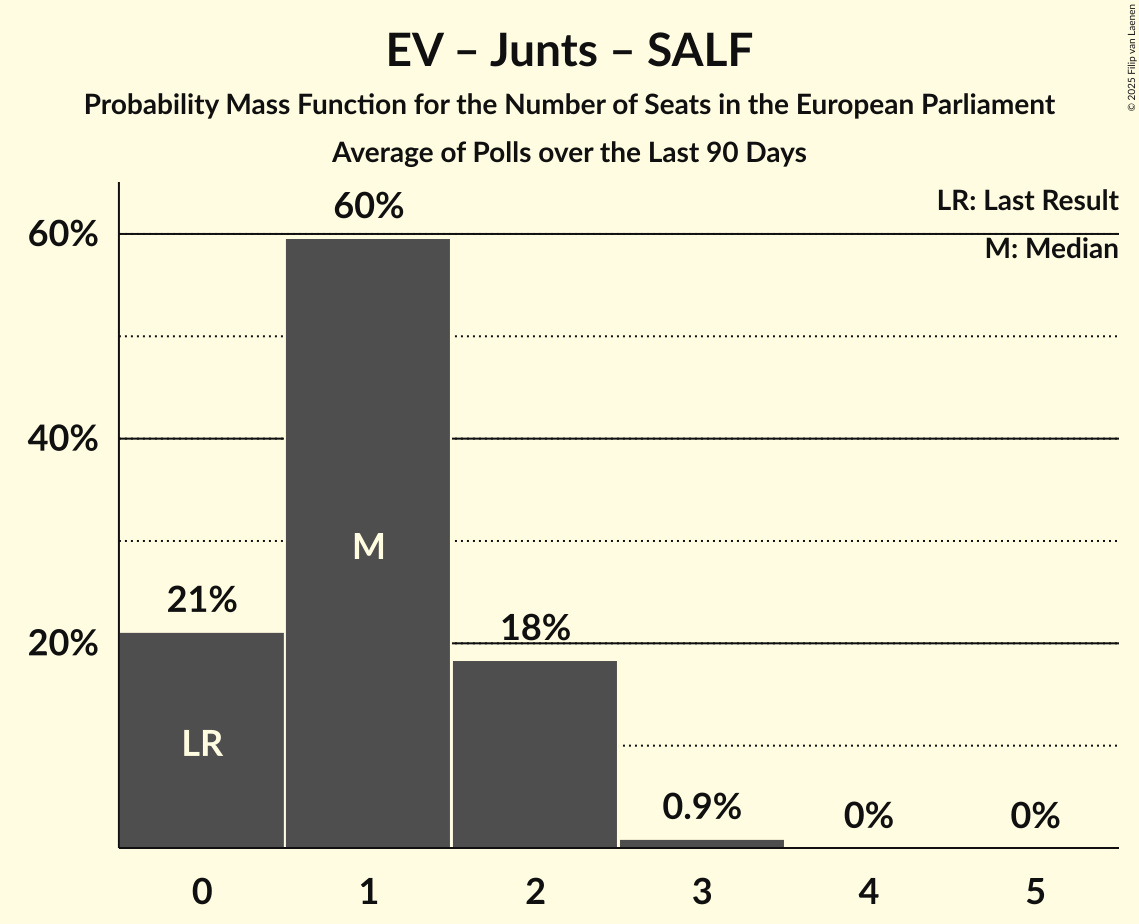 EV – Junts – SALF
Probability Mass Function for the Number of Seats in the European Parliament
Average of Polls over the Last 90 Days
© 2025 Filip van Laenen
LR: Last Result
M: Median
60%
40%
20%
21%
60%
18%
0.9%
0%
0%
LR
M
0 1 2 3 4 5